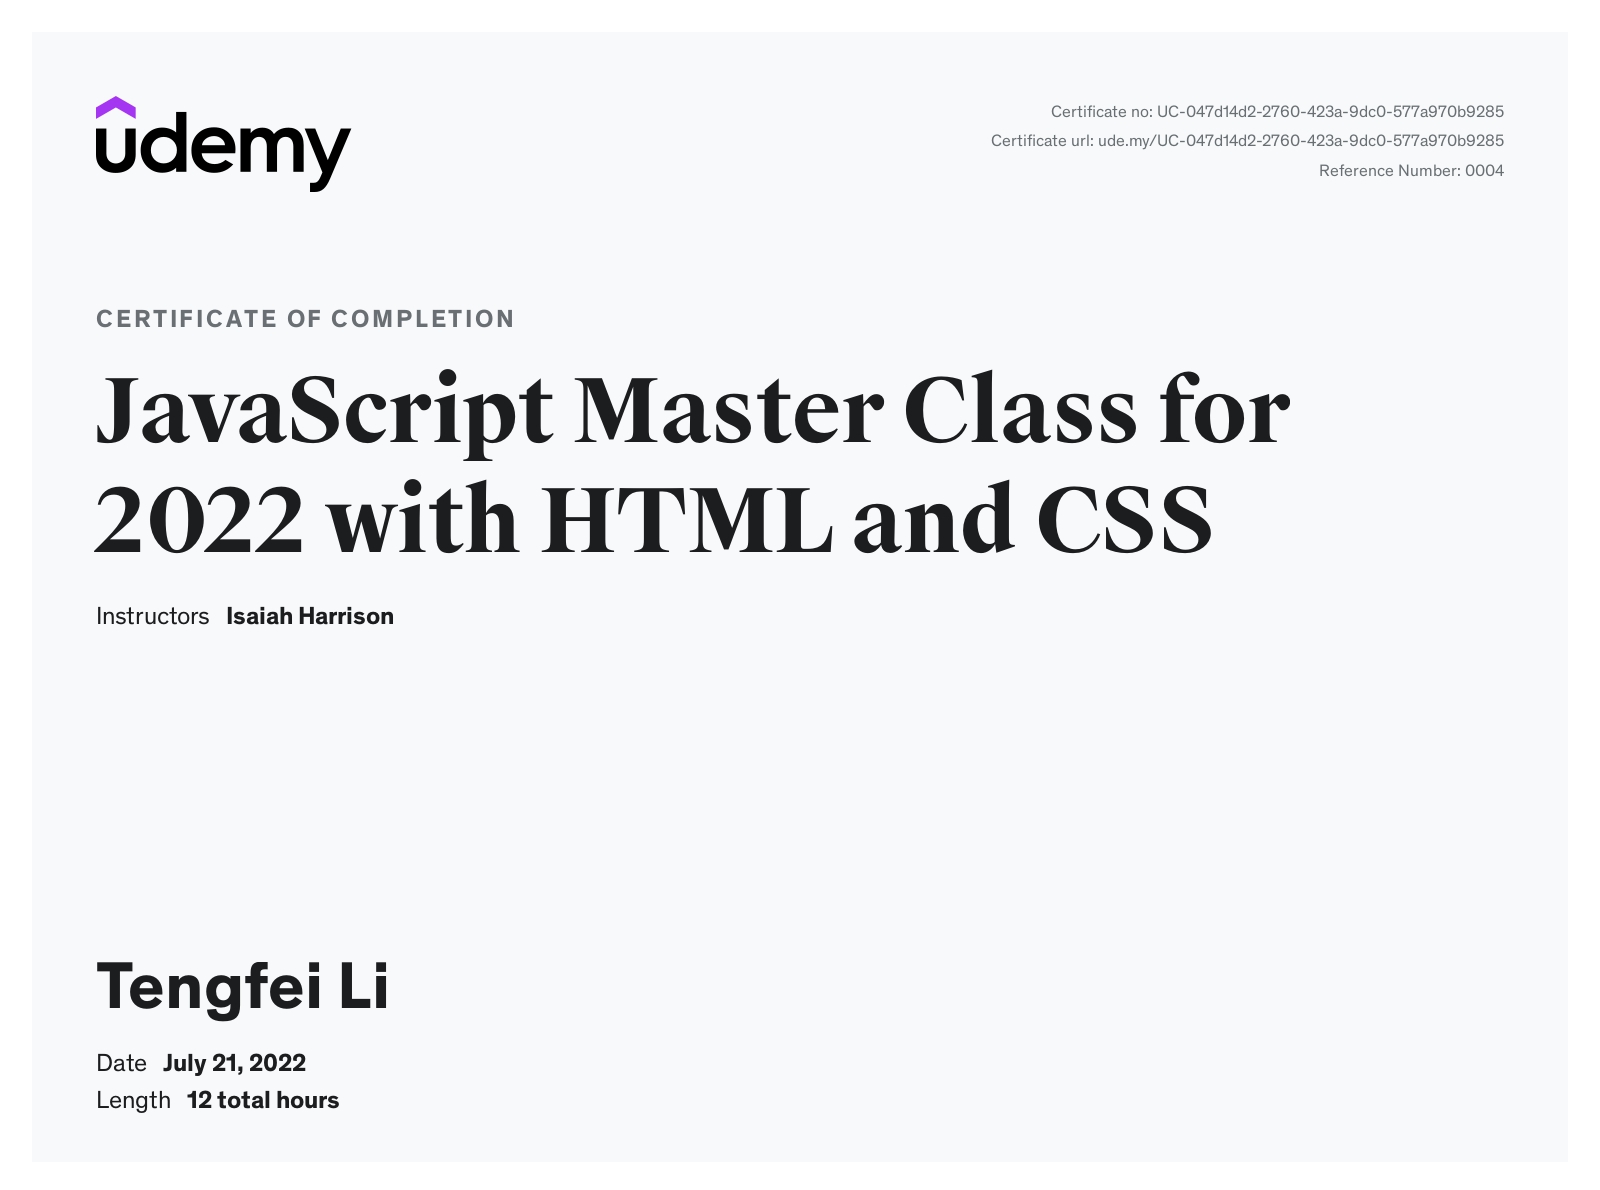 udemy
Certificate no: UC-047d14d2-2760-423a-9dc0-577a970b9285
Certificate url: ude.my/UC-047d14d2-2760-423a-9dc0-577a970b9285
Reference Number: 0004
CERTIFICATE OF COMPLETION
JavaScript Master Class for
2022 with HTML and CSS
Instructors Isaiah Harrison
Tengfei Li
Date July 21, 2022
Length 12 total hours